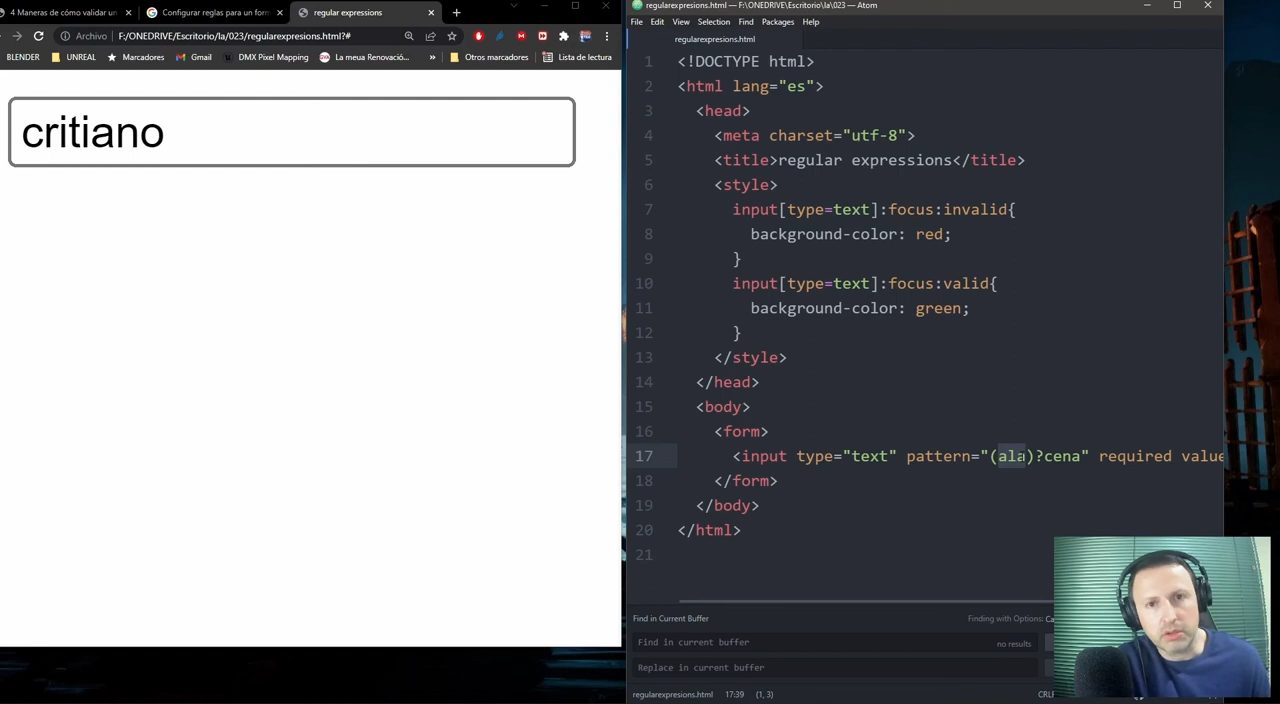 4 Maneras de cómo validar un
Configurar reglas para un form
regular expressions
Archivo
F:/ONEDRIVE/Escritorio/la/023/regularexpresions.html?#
BLENDER
UNREAL
Marcadores
Gmail
DMX Pixel Mapping
La meua Renovació...
»
Otros marcadores
Lista de lectura
critiano
regularexpresions.html — F:\ONEDRIVE\Escritorio\la\023 — Atom
File Edit View Selection Find Packages Help
regularexpresions.html
1 <!DOCTYPE html>
2 <html lang="es">
3 <head>
4 <meta charset="utf-8">
5 <title>regular expressions</title>
6 <style>
7 input[type=text]:focus:invalid{
8 background-color: red;
9 }
10 input[type=text]:focus:valid{
11 background-color: green;
12 }
13 </style>
14 </head>
15 <body>
16 <form>
17 <input type="text" pattern="(ala)?cena" required value
18 </form>
19 </body>
20 </html>
21
Find in Current Buffer
Finding with Options: Ca
Find in current buffer
no results
Replace in current buffer
regularexpresions.html 17:39 (1, 3)
CRLF